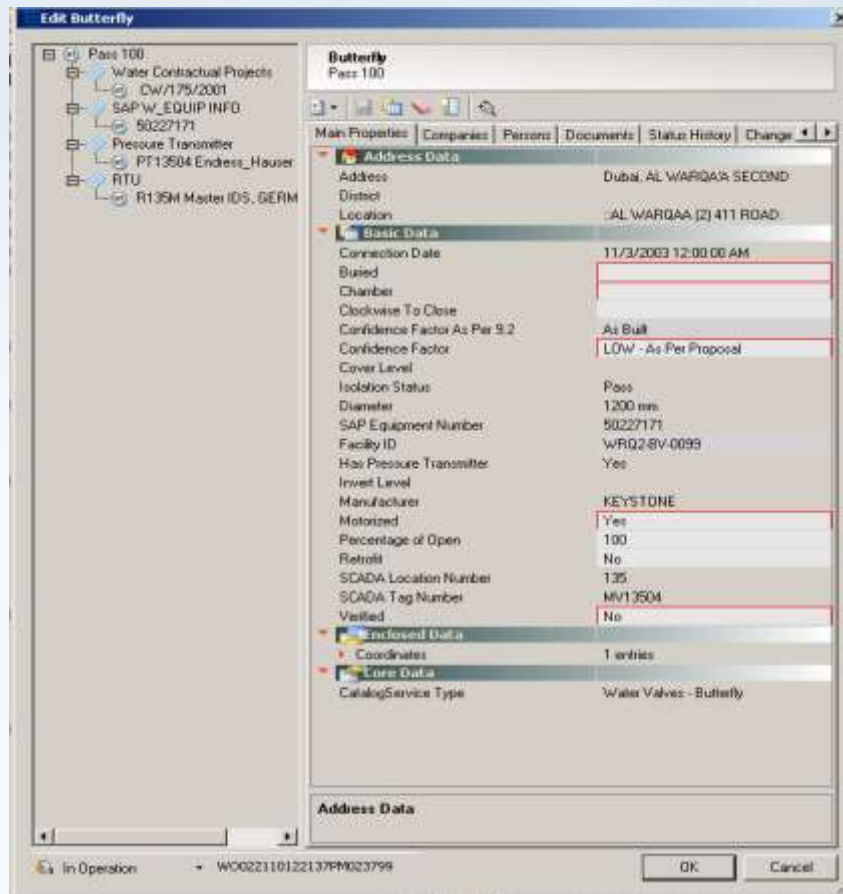 Edit Butterfly
Pass 100
Water Contractual Projects
CW/175/2001
SAP W_EQUIP INFO
50227171
Pressure Transmitter
PT13504 Endress_Hauser
RTU
R135M Master IDS, GERM
Butterfly
Pass 100
Main Properties Companies Persons Documents Status History Change
Address Data
Address Dubai, AL WARQA'A SECOND
District
Location ::AL WARQAA (2) 411 ROAD.
Basic Data
Connection Date 11/3/2003 12:00:00 AM
Buried
Chamber
Clockwise To Close
Confidence Factor As Per 9.2 As Built
Confidence Factor LOW - As Per Proposal
Cover Level
Isolation Status Pass
Diameter 1200 mm
SAP Equipment Number 50227171
Facility ID WRQ2-BV-0099
Has Pressure Transmitter Yes
Invert Level
Manufacturer KEYSTONE
Motorized Yes
Percentage of Open 100
Retrofit No
SCADA Location Number 135
SCADA Tag Number MV13504
Verified No
Enclosed Data
Coordinates 1 entries
Core Data
CatalogService Type Water Valves - Butterfly
Address Data
In Operation WO022110122137PM023799 OK Cancel